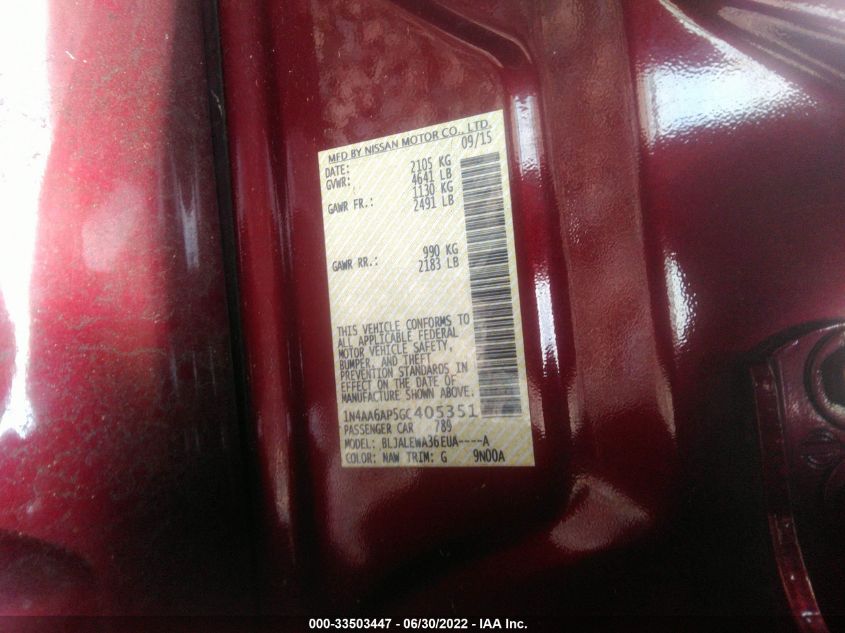 MFD BY NISSAN MOTOR CO., LTD.
DATE: 09/15
GVWR: 2105 KG
4641 LB
GAWR FR.: 1130 KG
2491 LB
GAWR RR.: 990 KG
2183 LB
THIS VEHICLE CONFORMS TO
ALL APPLICABLE FEDERAL
MOTOR VEHICLE SAFETY,
BUMPER, AND THEFT
PREVENTION STANDARDS IN
EFFECT ON THE DATE OF
MANUFACTURE SHOWN ABOVE.
1N4AA6AP5GC405351
PASSENGER CAR 789
MODEL: BLJALEWA36EUA----A
COLOR: NAW TRIM: G 9N00A
000-33503447 - 06/30/2022 - IAA Inc.